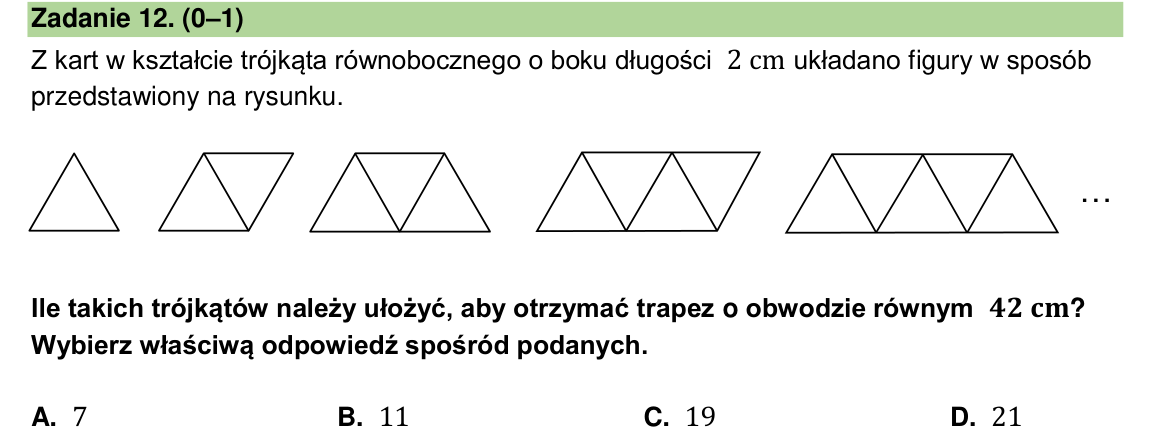 Zadanie 12. (0–1)
Z kart w kształcie trójkąta równobocznego o boku długości 2 cm układano figury w sposób
przedstawiony na rysunku.
...
Ile takich trójkątów należy ułożyć, aby otrzymać trapez o obwodzie równym 42 cm?
Wybierz właściwą odpowiedź spośród podanych.
A. 7 B. 11 C. 19 D. 21